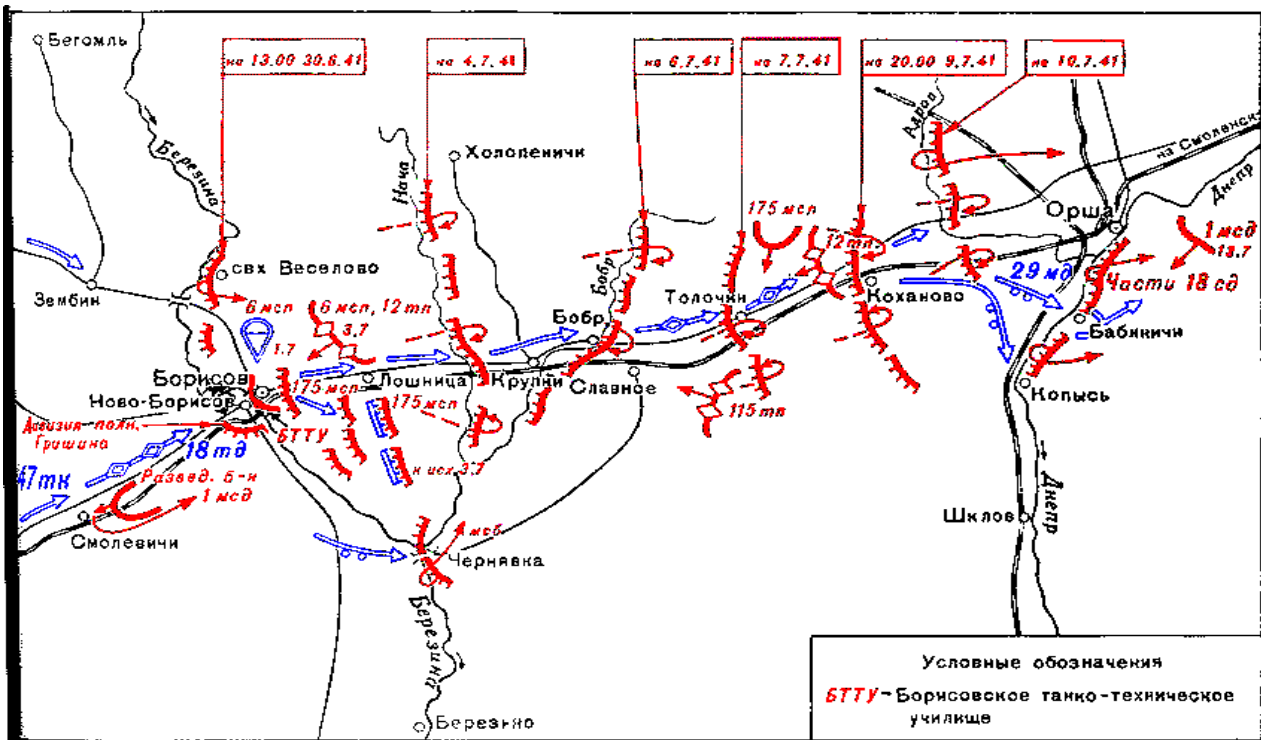 Бегомль
на 13.00 30.6.41
на 4.7.41
на 6.7.41
на 7.7.41
на 20.00 9.7.41
на 10.7.41
Березина
Холопеничи
Нача
Адров
на Смоленск
Днепр
Орша
1 мсд
13.7
175 мсп
12 тп
Бобр
свх Веселово
Зембин
6 мсп
6 мсп, 12 тп
3.7
1.7
Толочин
Коханово
29 мд
Части 18 сд
Бабиничи
Бобр
Борисов
Ново-Борисов
175 мсп
Лошница
Крупки
Славное
Копысь
175 мсп
115 тп
Дивизия полк.
Гришина
БТТУ
18 тд
к исх 3.7
47 тк
Развед. б-н
1 мсд
Смолевичи
1 мсб
Чернявка
Шклов
Днепр
Березина
Березино
Условные обозначения
БТТУ - Борисовское танко-техническое
училище